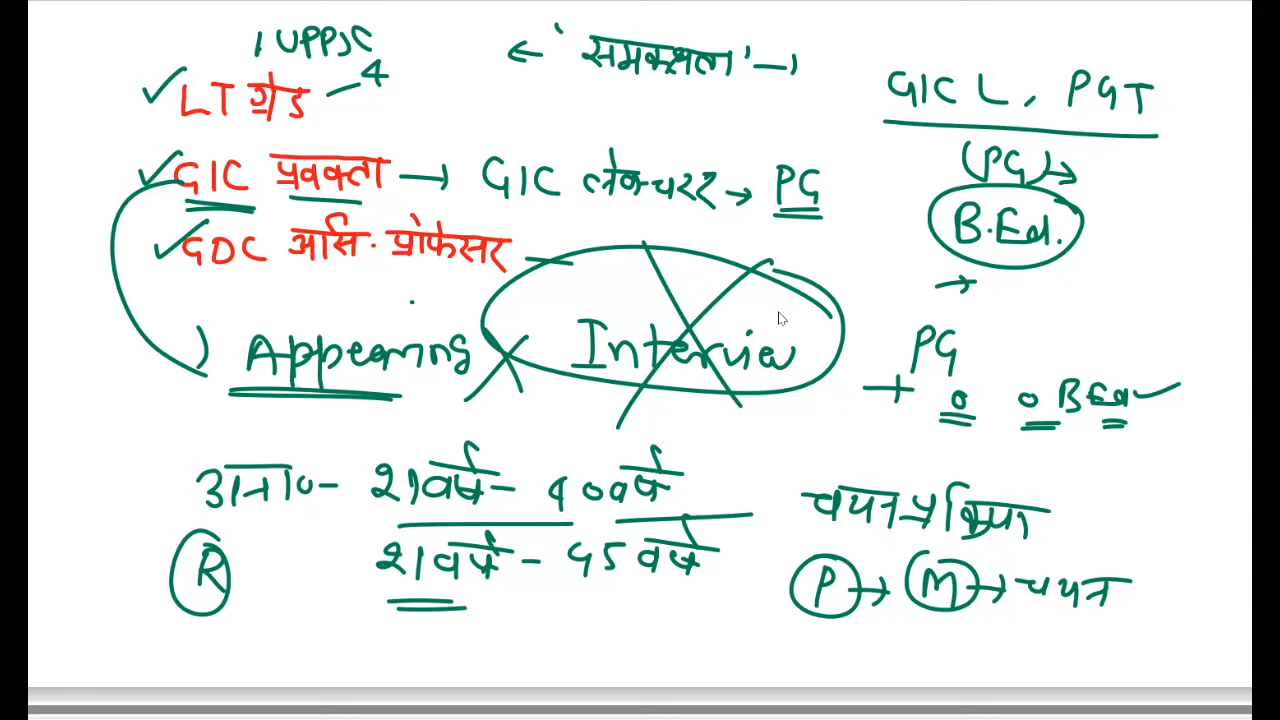 UPPSC
← 'समकक्षता' →
✓ LT ग्रेड - 4
GIC L, PGT
✓ GIC प्रवक्ता → GIC लेक्चरर → PG
(PG) →
B.Ed.
✓ GDC असि. प्रोफेसर -
→
Appearing × Interview
PG
+ B Ed ✓
21 वर्ष - 40 वर्ष
चयन प्रक्रिया
R 21 वर्ष - 45 वर्ष
P → M → चयन